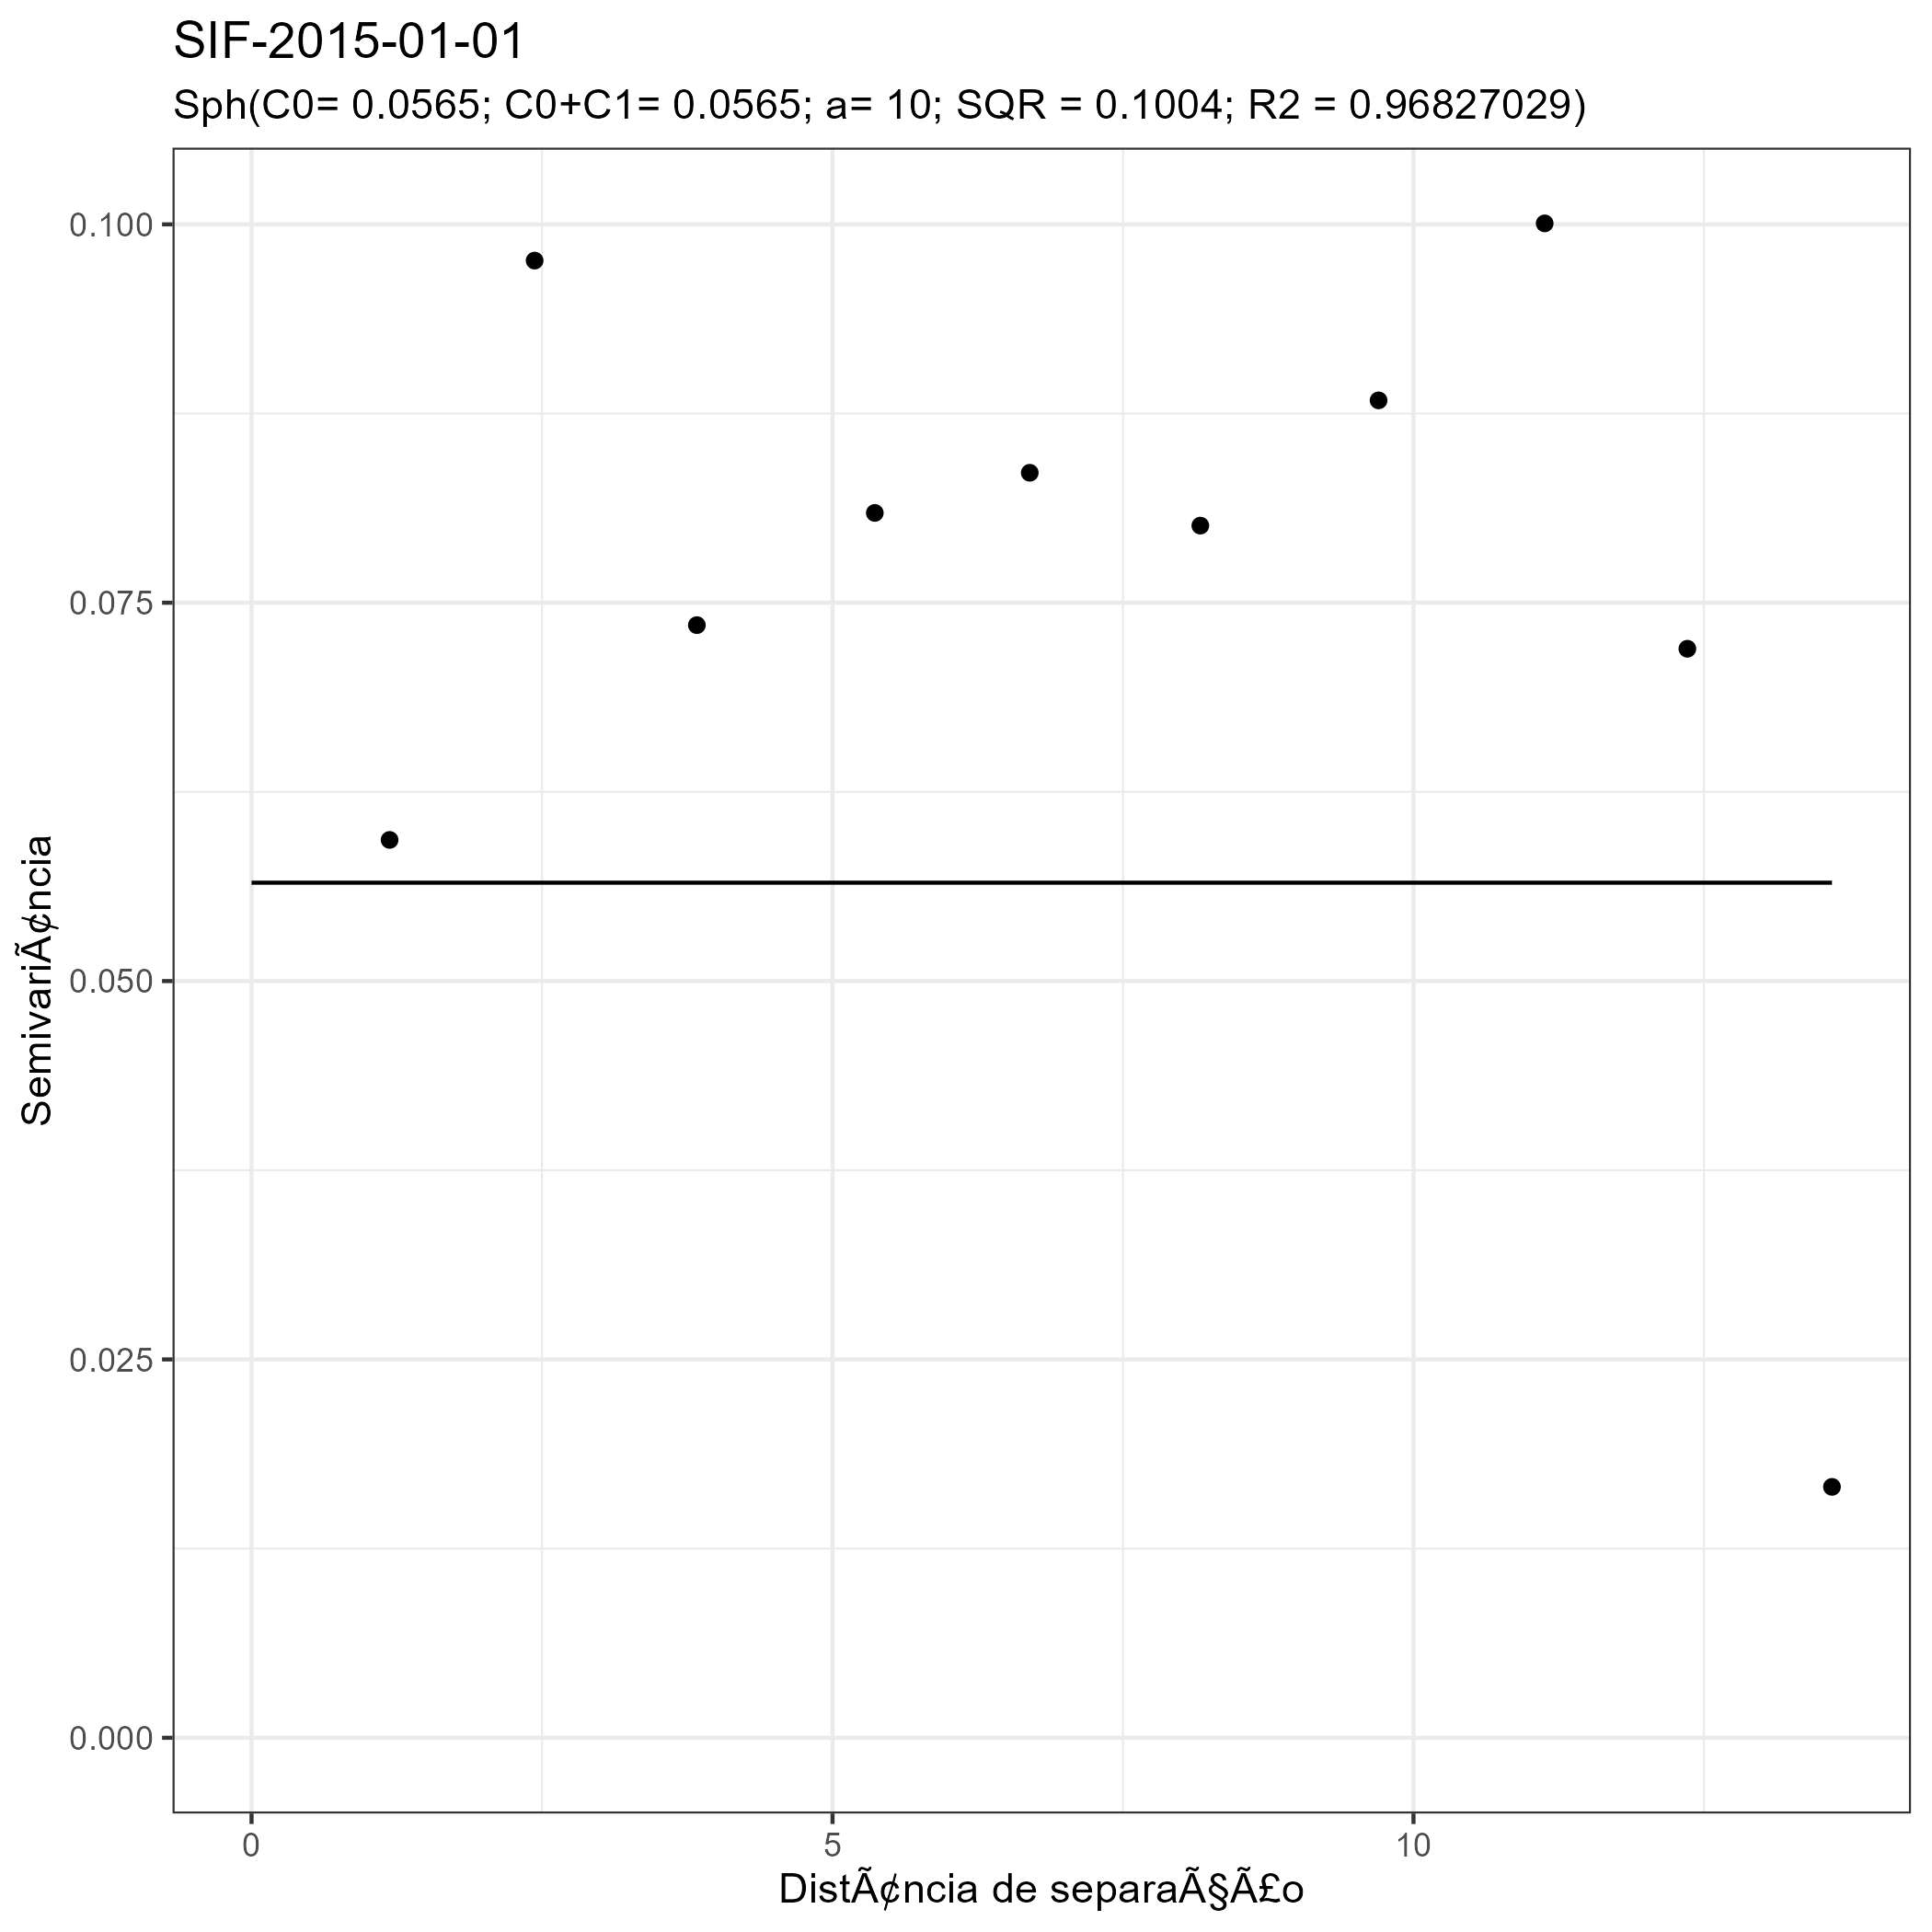 SIF-2015-01-01
Sph(C0= 0.0565; C0+C1= 0.0565; a= 10; SQR = 0.1004; R2 = 0.96827029)
SemivariÃ¢ncia
0.100
0.075
0.050
0.025
0.000
0 5 10
DistÃ¢ncia de separaÃ§Ã£o